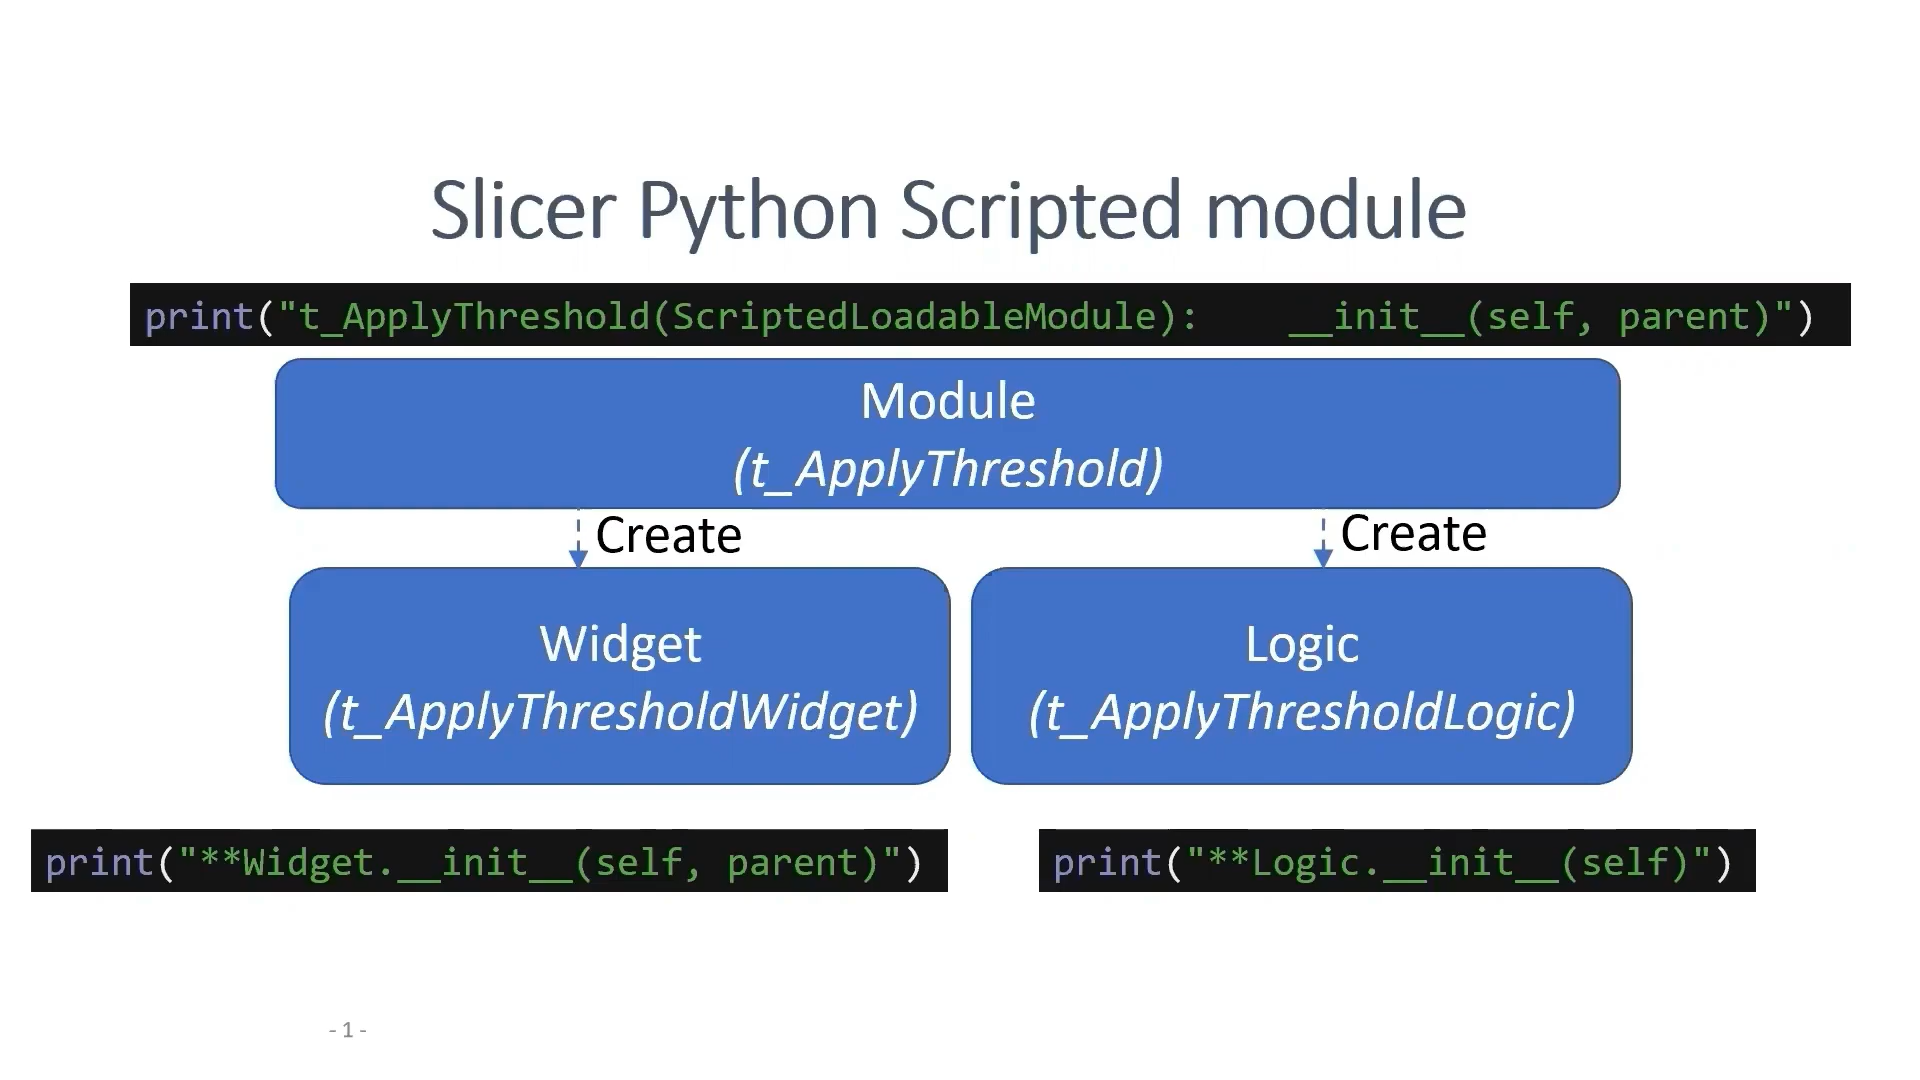 Slicer Python Scripted module
print("t_ApplyThreshold(ScriptedLoadableModule):    __init__(self, parent)")
Module
(t_ApplyThreshold)
Create
Create
Widget
(t_ApplyThresholdWidget)
Logic
(t_ApplyThresholdLogic)
print("**Widget.__init__(self, parent)")
print("**Logic.__init__(self)")
- 1 -